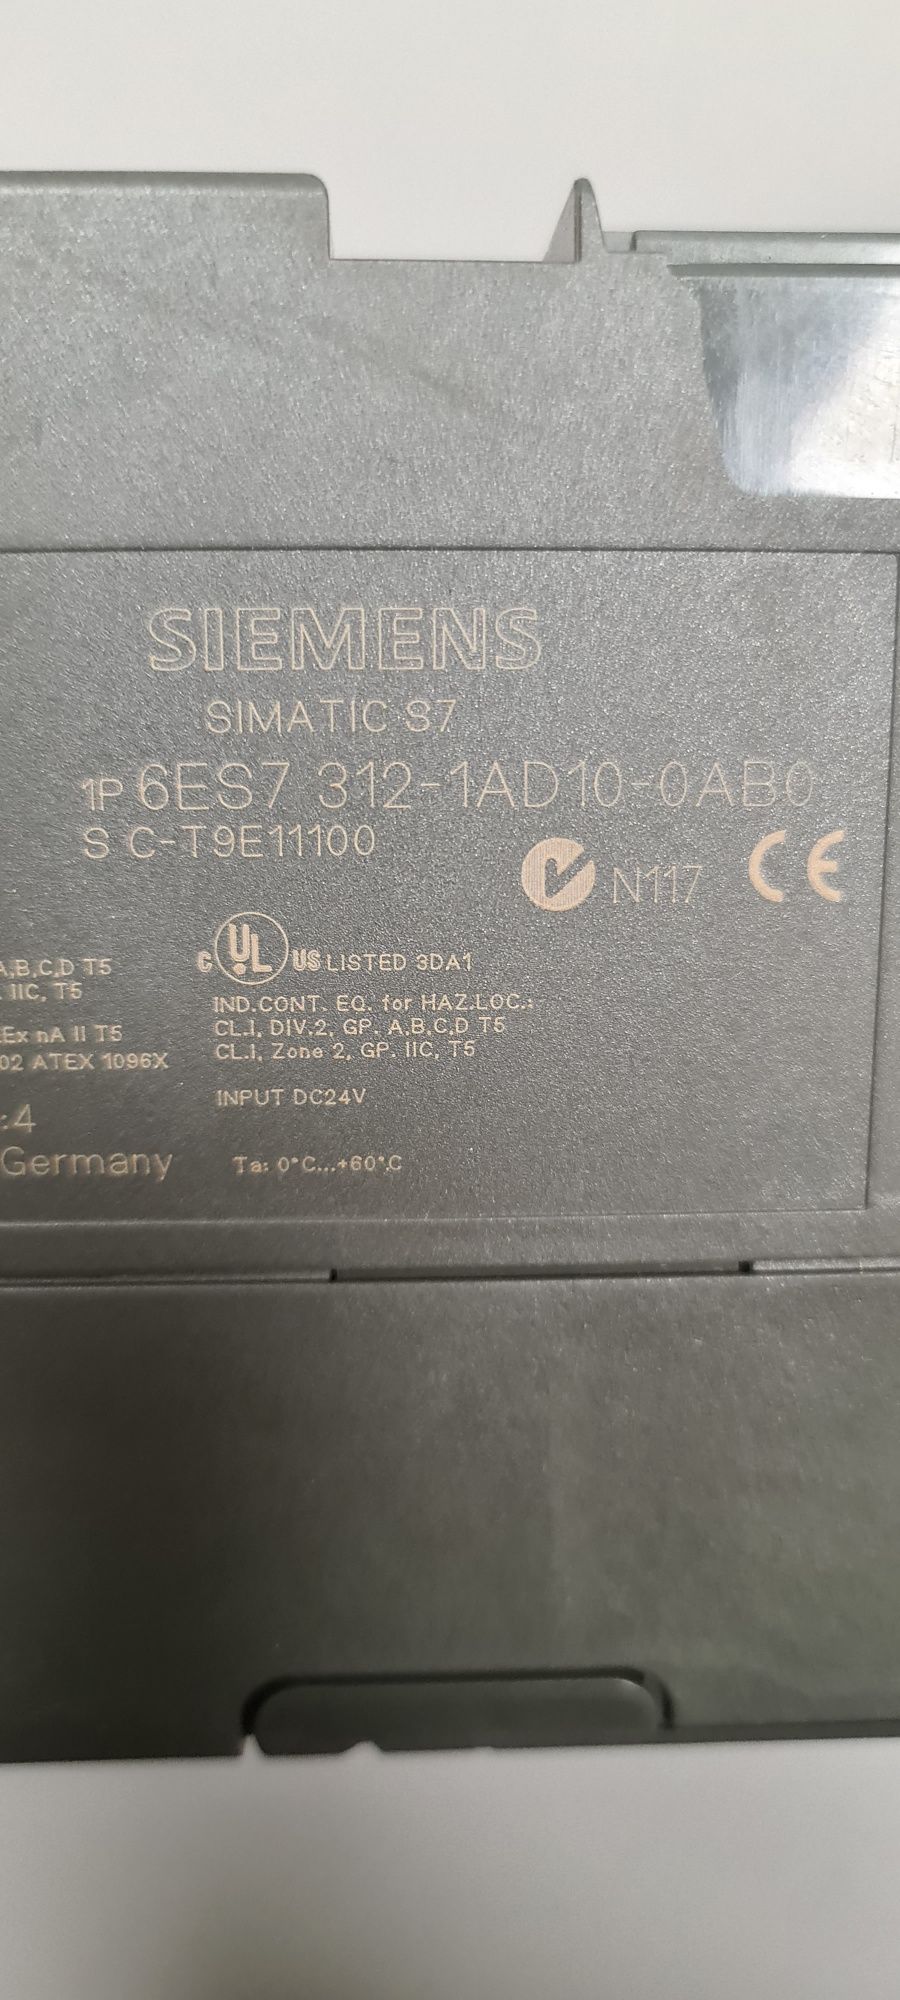 SIEMENS
SIMATIC S7
1P 6ES7 312-1AD10-0AB0
S C-T9E11100
N117 CE
A,B,C,D T5
IIC, T5
Ex nA II T5
02 ATEX 1096X
:4
Germany
c UL US LISTED 3DA1
IND.CONT. EQ. for HAZ.LOC.:
CL.I, DIV.2, GP. A,B,C,D T5
CL.I, Zone 2, GP. IIC, T5
INPUT DC24V
Ta: 0°C...+60°C